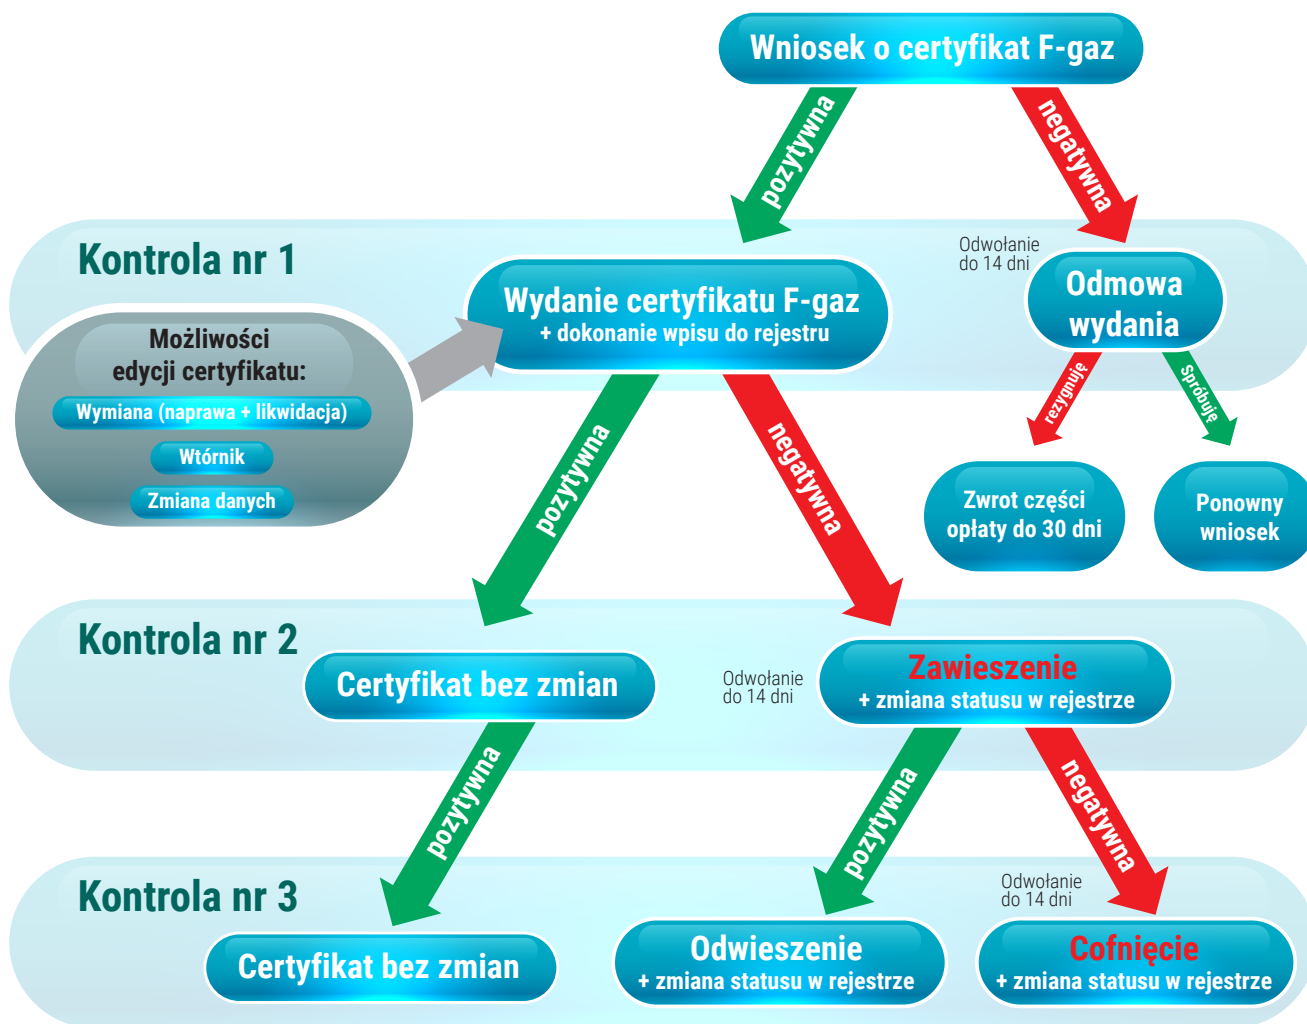 Wniosek o certyfikat F-gaz
pozytywna
negatywna
Kontrola nr 1
Odwołanie
do 14 dni
Wydanie certyfikatu F-gaz
+ dokonanie wpisu do rejestru
Odmowa
wydania
Możliwości
edycji certyfikatu:
Wymiana (naprawa + likwidacja)
Wtórnik
Zmiana danych
rezygnuję
Spróbuję
pozytywna
negatywna
Zwrot części
opłaty do 30 dni
Ponowny
wniosek
Kontrola nr 2
Certyfikat bez zmian
Odwołanie
do 14 dni
Zawieszenie
+ zmiana statusu w rejestrze
pozytywna
pozytywna
negatywna
Kontrola nr 3
Odwołanie
do 14 dni
Certyfikat bez zmian
Odwieszenie
+ zmiana statusu w rejestrze
Cofnięcie
+ zmiana statusu w rejestrze